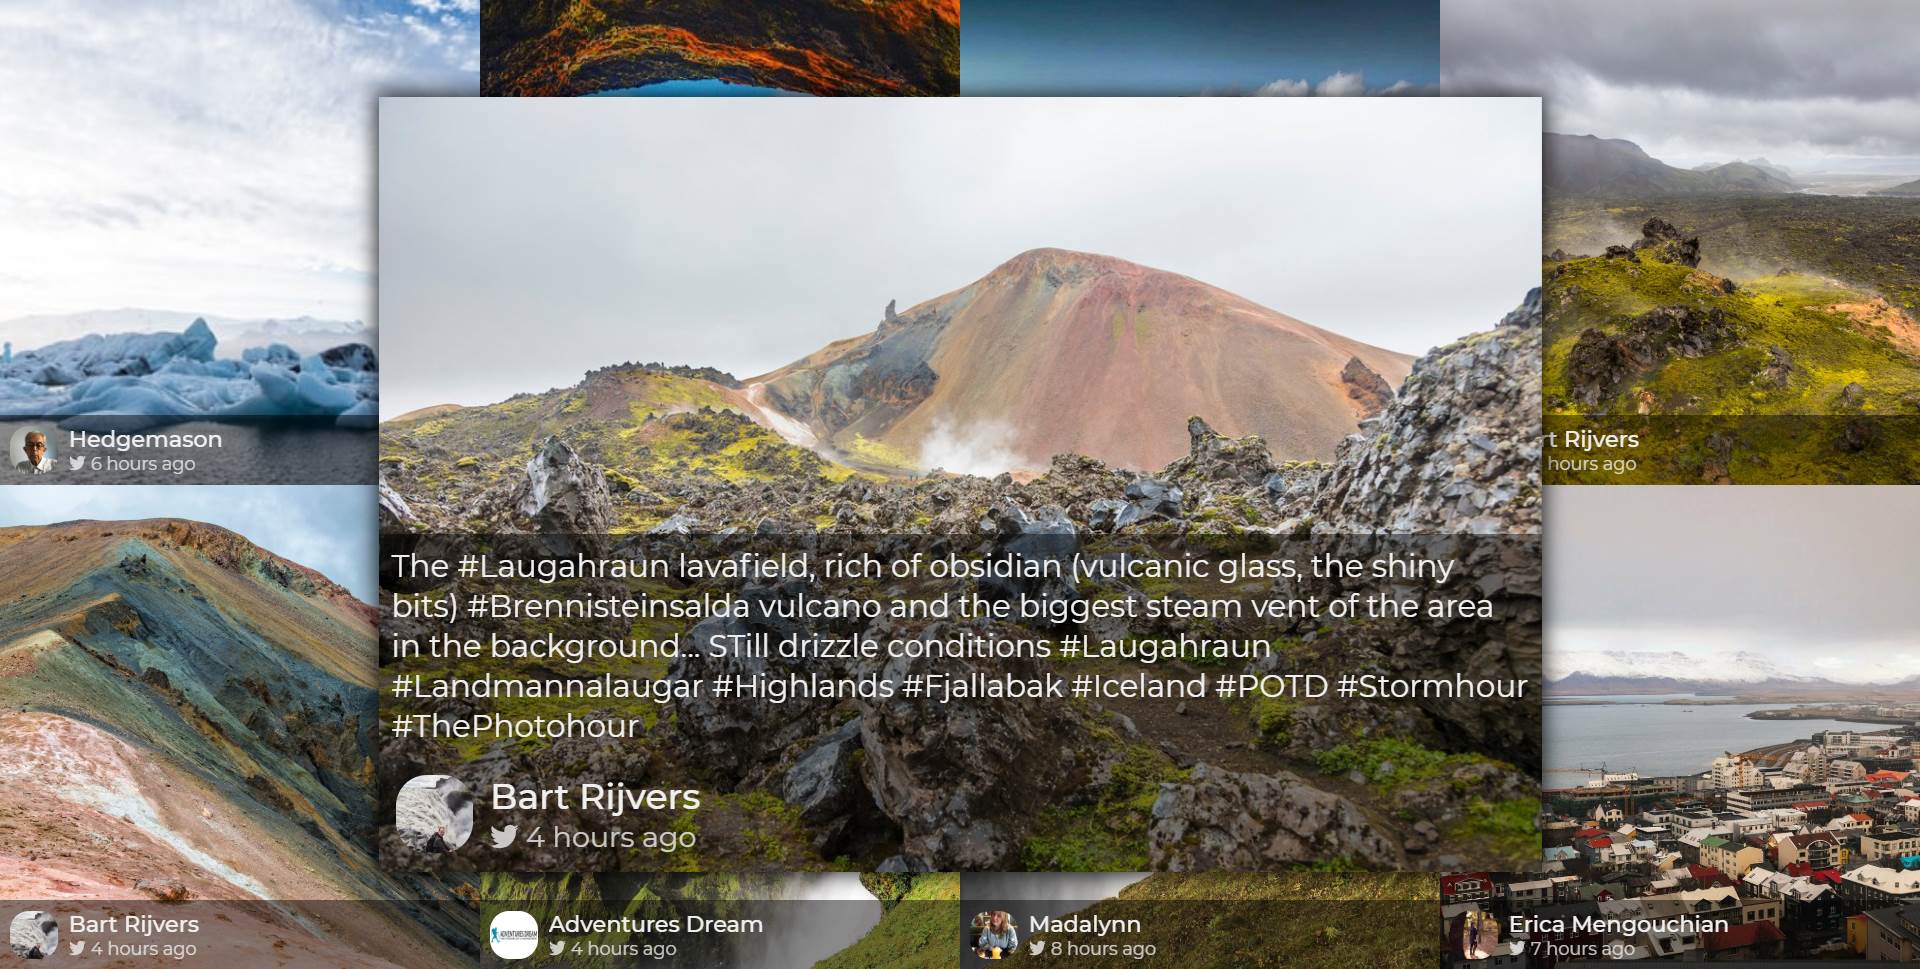 Hedgemason
6 hours ago
rt Rijvers
hours ago
The #Laugahraun lavafield, rich of obsidian (vulcanic glass, the shiny
bits) #Brennisteinsalda vulcano and the biggest steam vent of the area
in the background... STill drizzle conditions #Laugahraun
#Landmannalaugar #Highlands #Fjallabak #Iceland #POTD #Stormhour
#ThePhotohour
Bart Rijvers
4 hours ago
Bart Rijvers
4 hours ago
ADVENTURES DREAM
Adventures Dream
4 hours ago
Madalynn
8 hours ago
Erica Mengouchian
7 hours ago